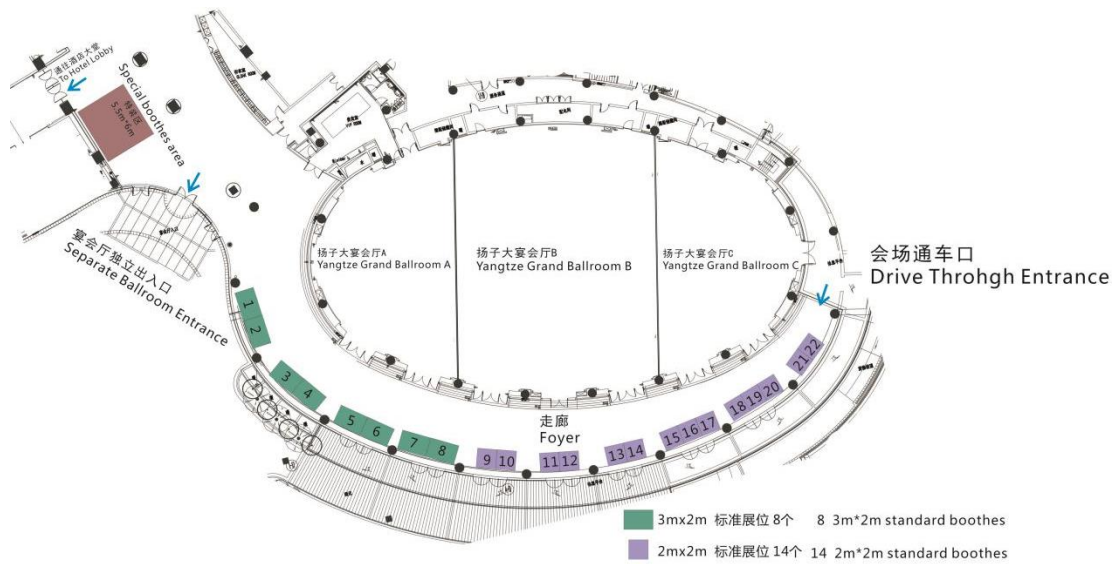 通往酒店大堂
To Hotel Lobby
特装区
5.5m*6m
Special boothes area
宴会厅独立出入口
Separate Ballroom Entrance
扬子大宴会厅A
Yangtze Grand Ballroom A
扬子大宴会厅B
Yangtze Grand Ballroom B
扬子大宴会厅C
Yangtze Grand Ballroom C
会场通车口
Drive Throhgh Entrance
走廊
Foyer
1
2
3
4
5
6
7
8
9
10
11
12
13
14
15
16
17
18
19
20
21
22
3mx2m 标准展位 8个 8 3m*2m standard boothes
2mx2m 标准展位 14个 14 2m*2m standard boothes